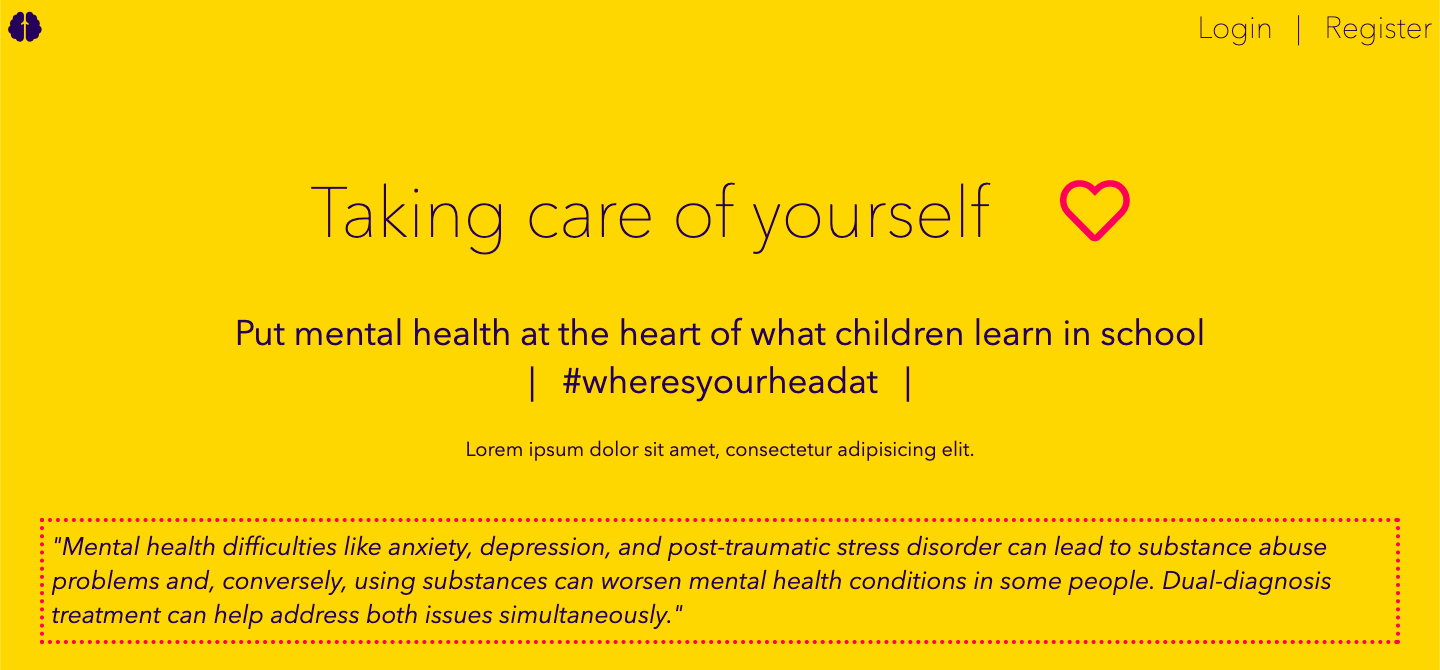 Login | Register
Taking care of yourself
Put mental health at the heart of what children learn in school
| #wheresyourheadat |
Lorem ipsum dolor sit amet, consectetur adipisicing elit.
"Mental health difficulties like anxiety, depression, and post-traumatic stress disorder can lead to substance abuse
problems and, conversely, using substances can worsen mental health conditions in some people. Dual-diagnosis
treatment can help address both issues simultaneously."